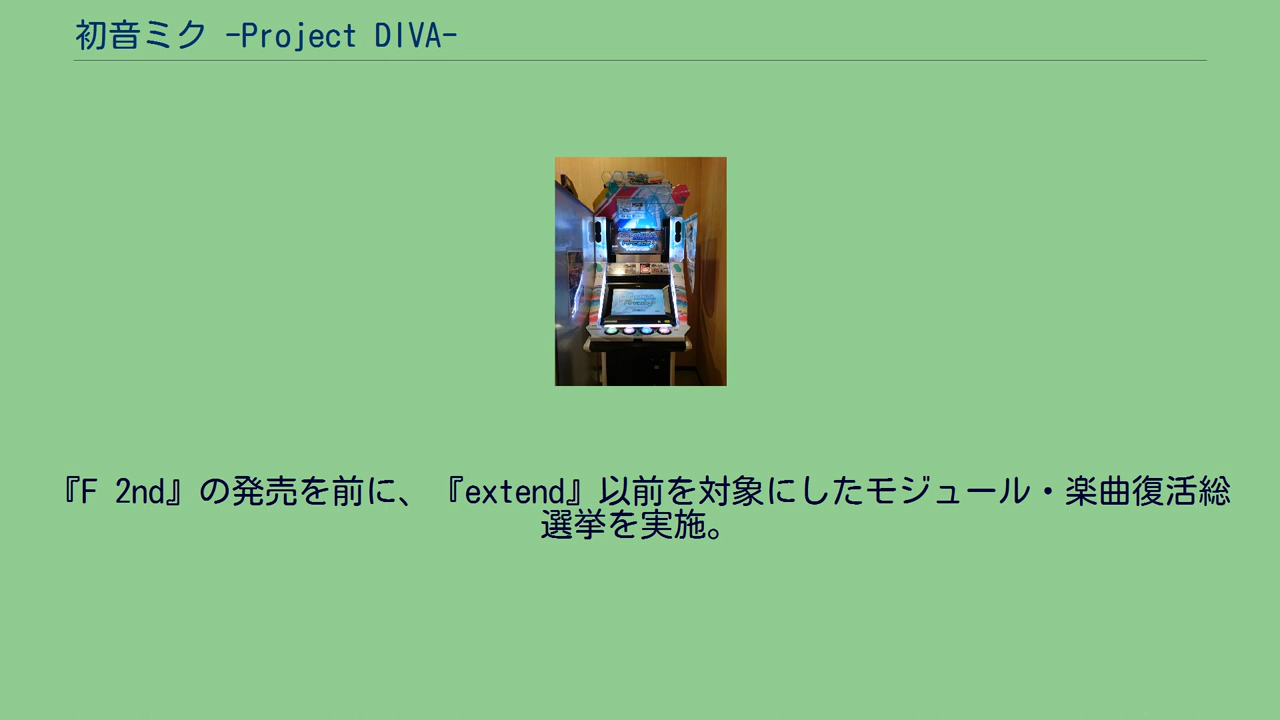 初音ミク -Project DIVA-
『F 2nd』の発売を前に、『extend』以前を対象にしたモジュール・楽曲復活総
選挙を実施。